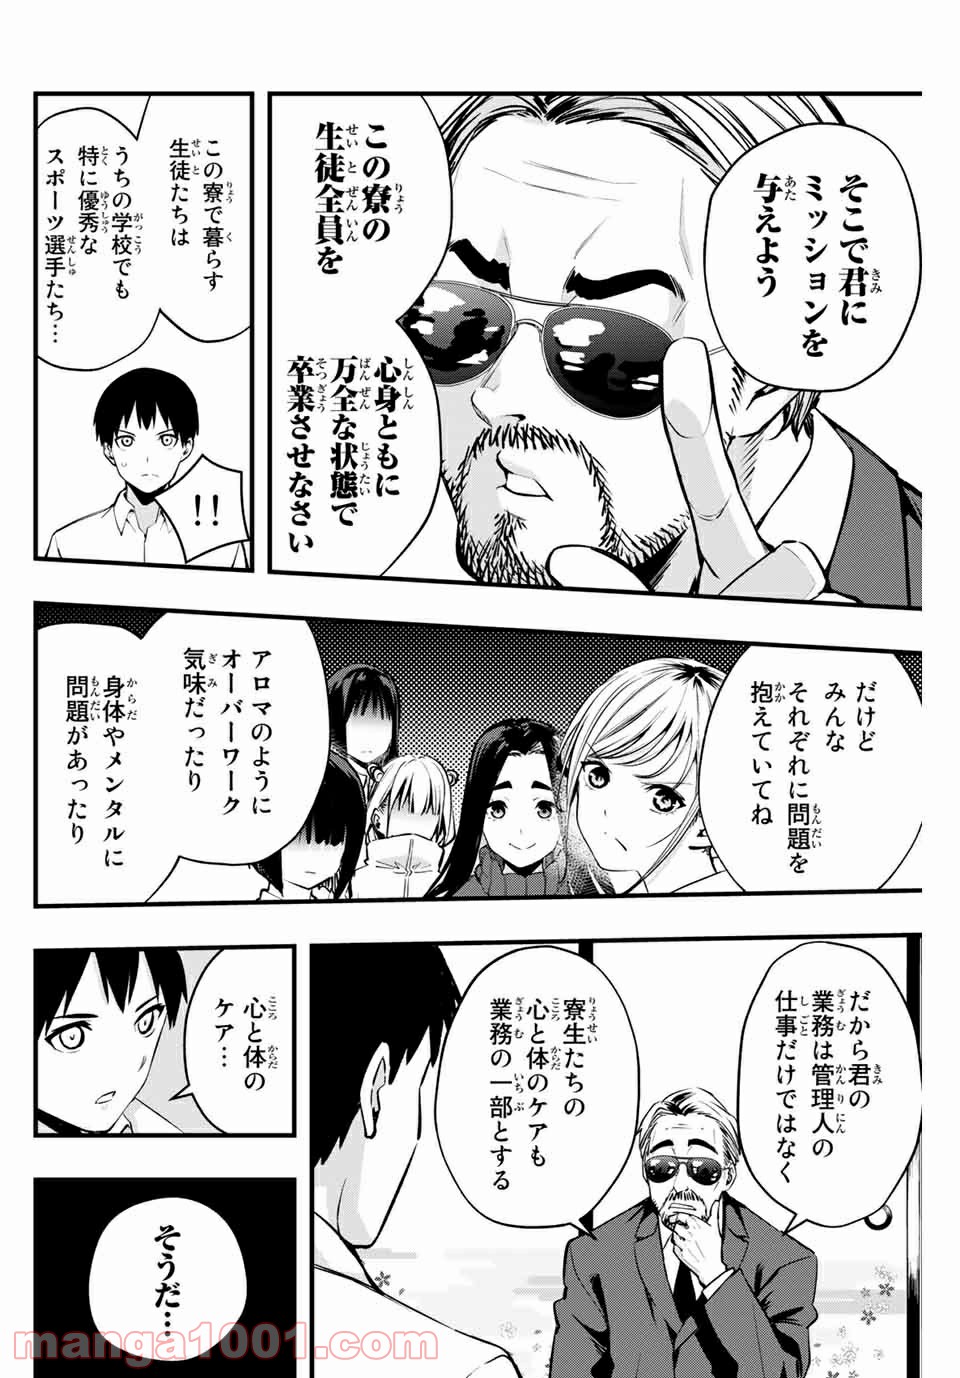 そこで君に
ミッションを
与えよう
この寮の
生徒全員を
心身ともに
万全な状態で
卒業させなさい
この寮で暮らす
生徒たちは
うちの学校でも
特に優秀な
スポーツ選手たち…
!!
だけど
みんな
それぞれに問題を
抱えていてね
アロマのように
オーバーワーク
気味だったり
身体やメンタルに
問題があったり
だから君の
業務は管理人の
仕事だけではなく
寮生たちの
心と体のケアも
業務の一部とする
心と体の
ケア…
そうだ…
manga1001.com